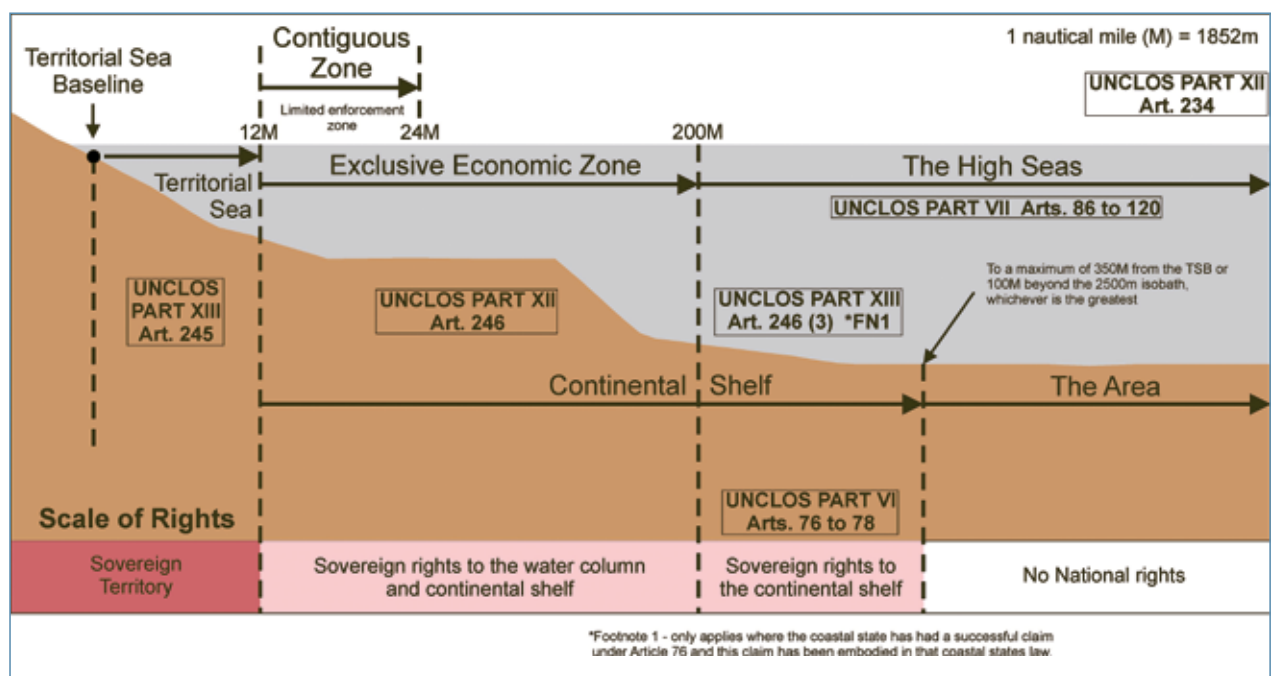 Contiguous
Zone
1 nautical mile (M) = 1852m
Territorial Sea
Baseline
UNCLOS PART XII
Art. 234
Limited enforcement
zone
12M
24M
200M
Exclusive Economic Zone
The High Seas
Territorial
Sea
UNCLOS PART VII Arts. 86 to 120
To a maximum of 350M from the TSB or
100M beyond the 2500m isobath,
whichever is the greatest
UNCLOS
PART XIII
Art. 245
UNCLOS PART XII
Art. 246
UNCLOS PART XIII
Art. 246 (3) *FN1
Continental Shelf
The Area
UNCLOS PART VI
Arts. 76 to 78
Scale of Rights
Sovereign
Territory
Sovereign rights to the water column
and continental shelf
Sovereign rights to
the continental shelf
No National rights
*Footnote 1 - only applies where the coastal state has had a successful claim
under Article 76 and this claim has been embodied in that coastal states law.